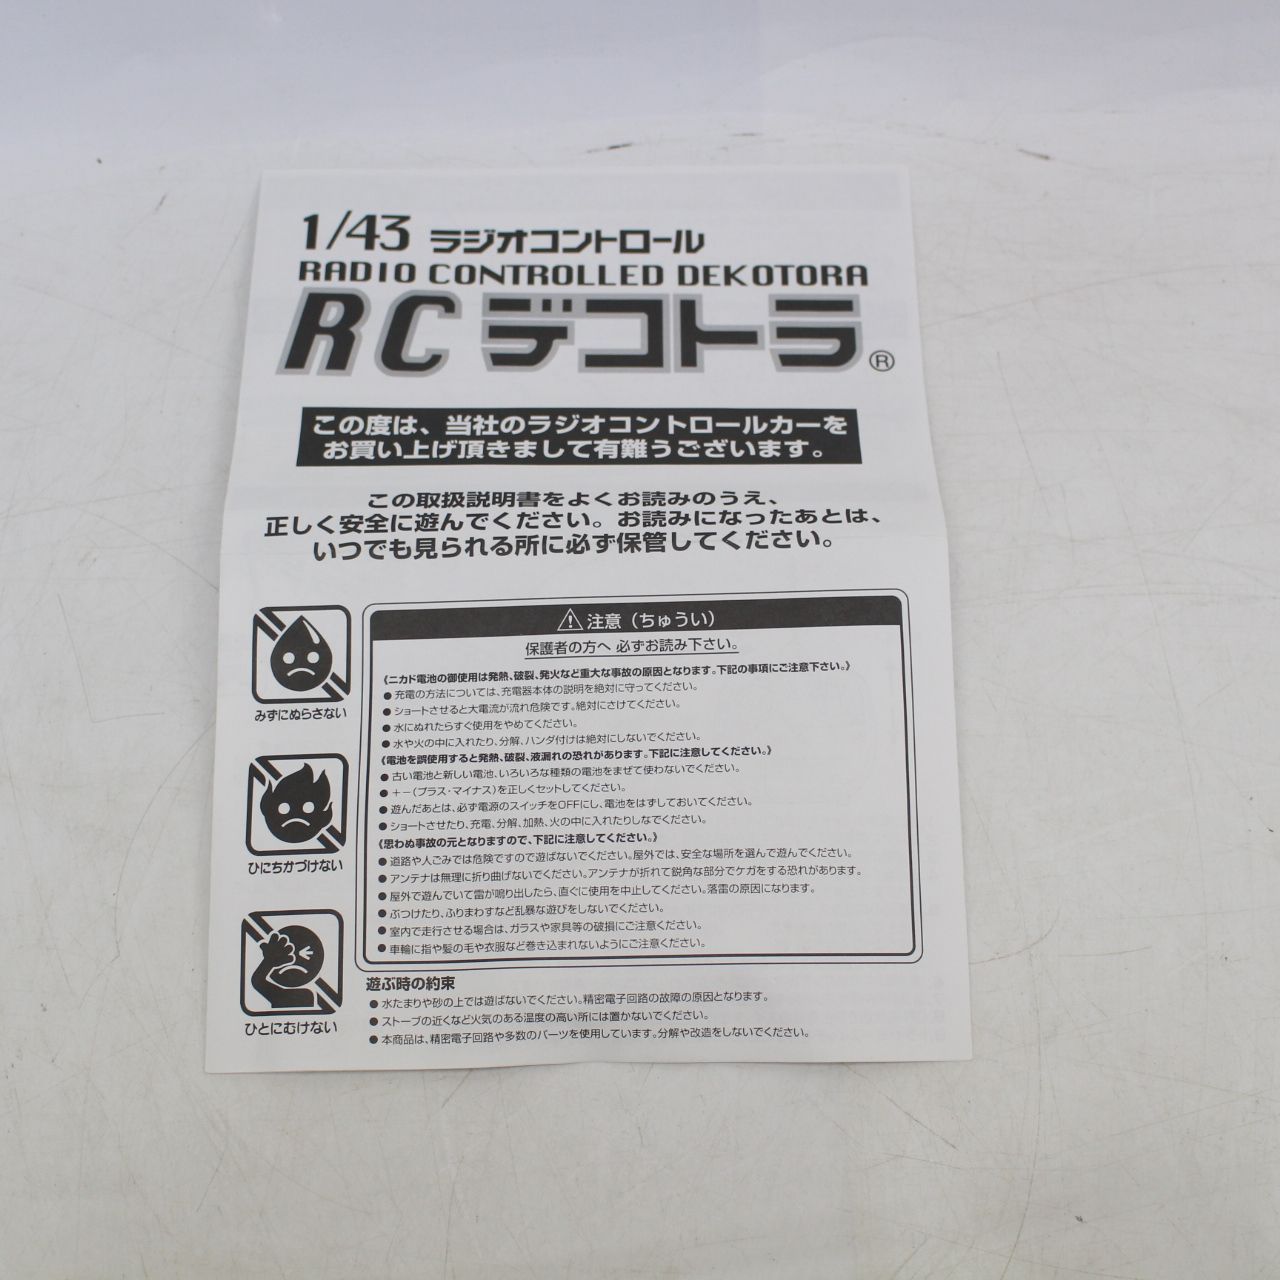 1/43 ラジオコントロール
RADIO CONTROLLED DEKOTORA
RC デコトラ®
この度は、当社のラジオコントロールカーを
お買い上げ頂きまして有難うございます。
この取扱説明書をよくお読みのうえ、
正しく安全に遊んでください。お読みになったあとは、
いつでも見られる所に必ず保管してください。
みずにぬらさない
ひにちかづけない
ひとにむけない
⚠注意（ちゅうい）
保護者の方へ 必ずお読み下さい。
《ニカド電池の御使用は発熱、破裂、発火など重大な事故の原因となります。下記の事項にご注意下さい。》
●充電の方法については、充電器本体の説明を絶対に守ってください。
●ショートさせると大電流が流れ危険です。絶対にさけてください。
●水にぬれたらすぐ使用をやめてください。
●水や火の中に入れたり、分解、ハンダ付けは絶対にしないでください。
《電池を誤使用すると発熱、破裂、液漏れの恐れがあります。下記に注意してください。》
●古い電池と新しい電池、いろいろな種類の電池をまぜて使わないでください。
●＋－（プラス・マイナス）を正しくセットしてください。
●遊んだあとは、必ず電源のスイッチをOFFにし、電池をはずしておいてください。
●ショートさせたり、充電、分解、加熱、火の中に入れたりしなでください。
《思わぬ事故の元となりますので、下記に注意してください。》
●道路や人ごみでは危険ですので遊ばないでください。屋外では、安全な場所を選んで遊んでください。
●アンテナは無理に折り曲げないでください。アンテナが折れて鋭角な部分でケガをする恐れがあります。
●屋外で遊んでいて雷が鳴り出したら、直ぐに使用を中止してください。落雷の原因になります。
●ぶつけたり、ふりまわすなど乱暴な遊びをしないでください。
●室内で走行させる場合は、ガラスや家具等の破損にご注意ください。
●車輪に指や髪の毛や衣服など巻き込まれないようにご注意ください。
遊ぶ時の約束
●水たまりや砂の上では遊ばないでください。精密電子回路の故障の原因となります。
●ストーブの近くなど火気のある温度の高い所には置かないでください。
●本商品は、精密電子回路や多数のパーツを使用しています。分解や改造をしないでください。